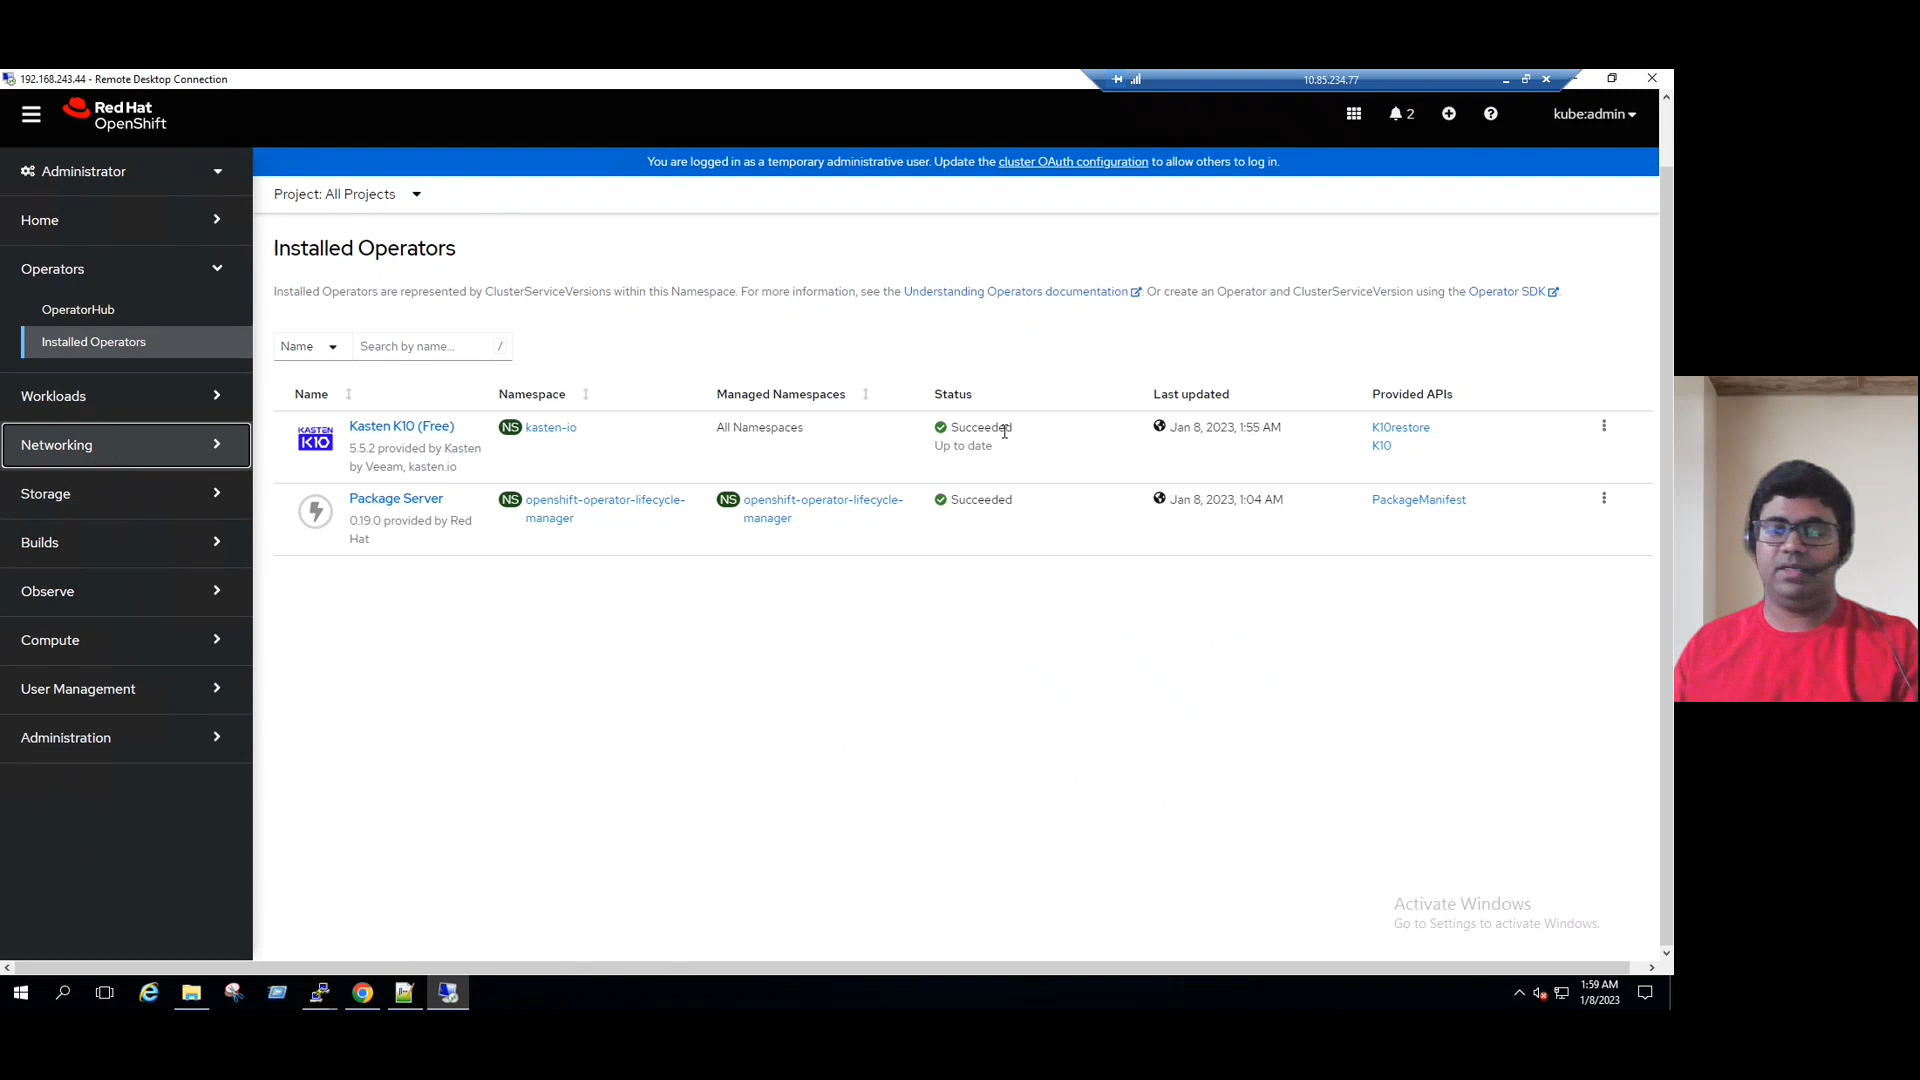 192.168.243.44 - Remote Desktop Connection
10.85.234.77
Red Hat
OpenShift
2
kube:admin
You are logged in as a temporary administrative user. Update the cluster OAuth configuration to allow others to log in.
Administrator
Home
Operators
OperatorHub
Installed Operators
Workloads
Networking
Storage
Builds
Observe
Compute
User Management
Administration
Project: All Projects
Installed Operators
Installed Operators are represented by ClusterServiceVersions within this Namespace. For more information, see the Understanding Operators documentation. Or create an Operator and ClusterServiceVersion using the Operator SDK.
Name
Search by name...
/
Name Namespace Managed Namespaces Status Last updated Provided APIs
KASTEN
K10
Kasten K10 (Free)
5.5.2 provided by Kasten
by Veeam, kasten.io
NS kasten-io
All Namespaces
Succeeded
Up to date
Jan 8, 2023, 1:55 AM
K10restore
K10
Package Server
0.19.0 provided by Red
Hat
NS openshift-operator-lifecycle-
manager
NS openshift-operator-lifecycle-
manager
Succeeded
Jan 8, 2023, 1:04 AM
PackageManifest
Activate Windows
Go to Settings to activate Windows.
1:59 AM
1/8/2023